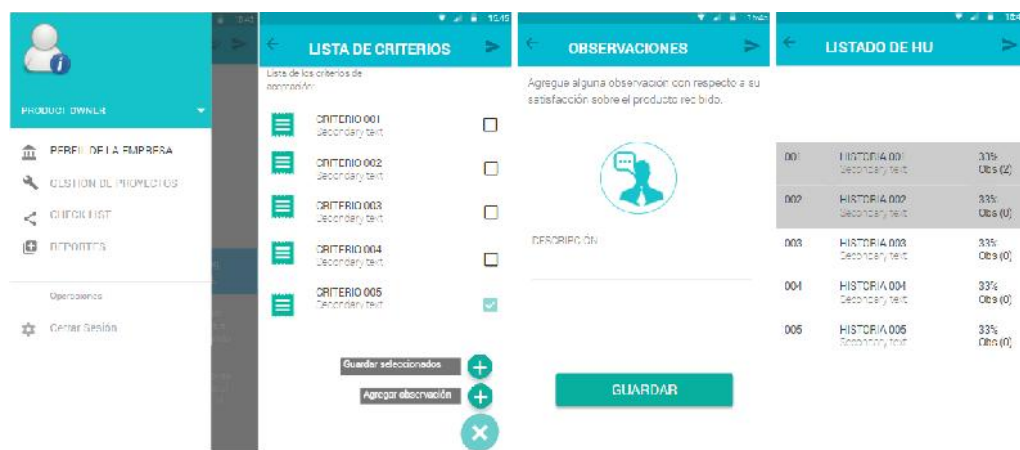 PRODUCT OWNER
PERFIL DE LA EMPRESA
GESTION DE PROYECTOS
CHECK LIST
REPORTES
Operaciones
Cerrar Sesión
15:45
LISTA DE CRITERIOS
Lista de los criterios de
aceptación:
CRITERIO 001
Secondary text
CRITERIO 002
Secondary text
CRITERIO 003
Secondary text
CRITERIO 004
Secondary text
CRITERIO 005
Secondary text
Guardar seleccionados
Agregar observación
OBSERVACIONES
Agregue alguna observación con respecto a su
satisfacción sobre el producto recibido.
DESCRIPCIÓN
GUARDAR
LISTADO DE HU
001 HISTORIA 001 33%
Secondary text Obs (2)
002 HISTORIA 002 33%
Secondary text Obs (0)
003 HISTORIA 003 33%
Secondary text Obs (0)
004 HISTORIA 004 33%
Secondary text Obs (0)
005 HISTORIA 005 33%
Secondary text Obs (0)